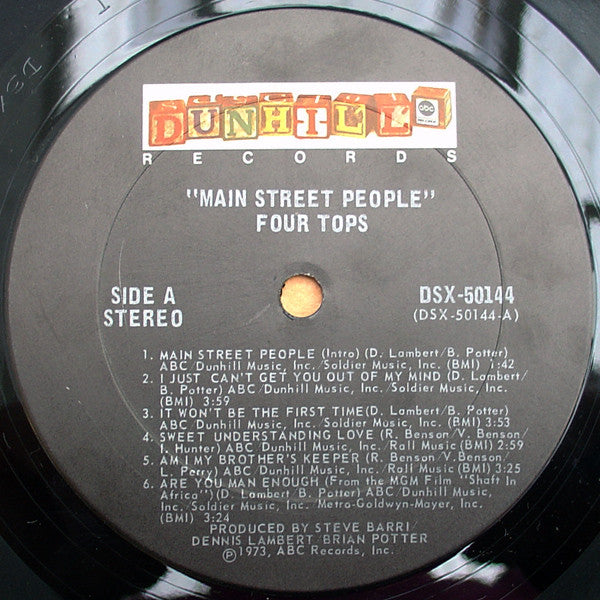 DUNHILL abc
RECORDS
"MAIN STREET PEOPLE"
FOUR TOPS
SIDE A
STEREO
DSX-50144
(DSX-50144-A)
1. MAIN STREET PEOPLE (Intro) (D. Lambert/B. Potter)
ABC/Dunhill Music, Inc./Soldier Music, Inc. (BMI) 1:42
2. I JUST CAN'T GET YOU OUT OF MY MIND (D. Lambert/
B. Potter) ABC/Dunhill Music, Inc./Soldier Music, Inc.
(BMI) 3:59
3. IT WON'T BE THE FIRST TIME(D. Lambert/B. Potter)
ABC/Dunhill Music, Inc./Soldier Music, Inc. (BMI) 3:53
4. SWEET UNDERSTANDING LOVE (R. Benson/V. Benson/
I. Hunter) ABC/Dunhill Music, Inc./Rall Music (BMI) 2:59
5. AM I MY BROTHER'S KEEPER (R. Benson/V. Benson/
L. Perry) ABC/Dunhill Music, Inc./Rall Music (BMI) 3:25
6. ARE YOU MAN ENOUGH (From the MGM Film "Shaft In
Africa")(D. Lambert/B. Potter) ABC/Dunhill Music,
Inc./Soldier Music, Inc./Metro-Goldwyn-Mayer, Inc.
(BMI) 3:24
PRODUCED BY STEVE BARRI/
DENNIS LAMBERT/BRIAN POTTER
Ⓟ1973, ABC Records, Inc.